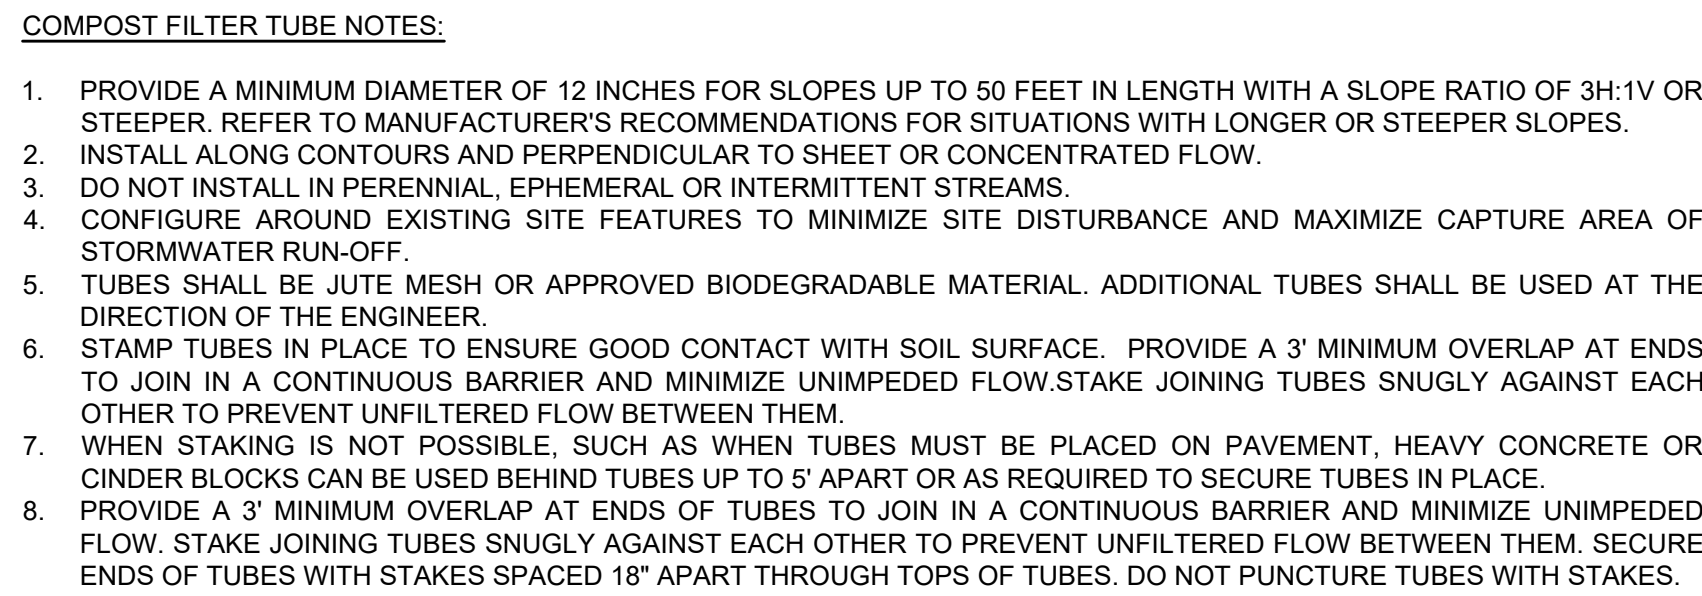 COMPOST FILTER TUBE NOTES:
1. PROVIDE A MINIMUM DIAMETER OF 12 INCHES FOR SLOPES UP TO 50 FEET IN LENGTH WITH A SLOPE RATIO OF 3H:1V OR
STEEPER. REFER TO MANUFACTURER'S RECOMMENDATIONS FOR SITUATIONS WITH LONGER OR STEEPER SLOPES.
2. INSTALL ALONG CONTOURS AND PERPENDICULAR TO SHEET OR CONCENTRATED FLOW.
3. DO NOT INSTALL IN PERENNIAL, EPHEMERAL OR INTERMITTENT STREAMS.
4. CONFIGURE AROUND EXISTING SITE FEATURES TO MINIMIZE SITE DISTURBANCE AND MAXIMIZE CAPTURE AREA OF
STORMWATER RUN-OFF.
5. TUBES SHALL BE JUTE MESH OR APPROVED BIODEGRADABLE MATERIAL. ADDITIONAL TUBES SHALL BE USED AT THE
DIRECTION OF THE ENGINEER.
6. STAMP TUBES IN PLACE TO ENSURE GOOD CONTACT WITH SOIL SURFACE. PROVIDE A 3' MINIMUM OVERLAP AT ENDS
TO JOIN IN A CONTINUOUS BARRIER AND MINIMIZE UNIMPEDED FLOW.STAKE JOINING TUBES SNUGLY AGAINST EACH
OTHER TO PREVENT UNFILTERED FLOW BETWEEN THEM.
7. WHEN STAKING IS NOT POSSIBLE, SUCH AS WHEN TUBES MUST BE PLACED ON PAVEMENT, HEAVY CONCRETE OR
CINDER BLOCKS CAN BE USED BEHIND TUBES UP TO 5' APART OR AS REQUIRED TO SECURE TUBES IN PLACE.
8. PROVIDE A 3' MINIMUM OVERLAP AT ENDS OF TUBES TO JOIN IN A CONTINUOUS BARRIER AND MINIMIZE UNIMPEDED
FLOW. STAKE JOINING TUBES SNUGLY AGAINST EACH OTHER TO PREVENT UNFILTERED FLOW BETWEEN THEM. SECURE
ENDS OF TUBES WITH STAKES SPACED 18" APART THROUGH TOPS OF TUBES. DO NOT PUNCTURE TUBES WITH STAKES.